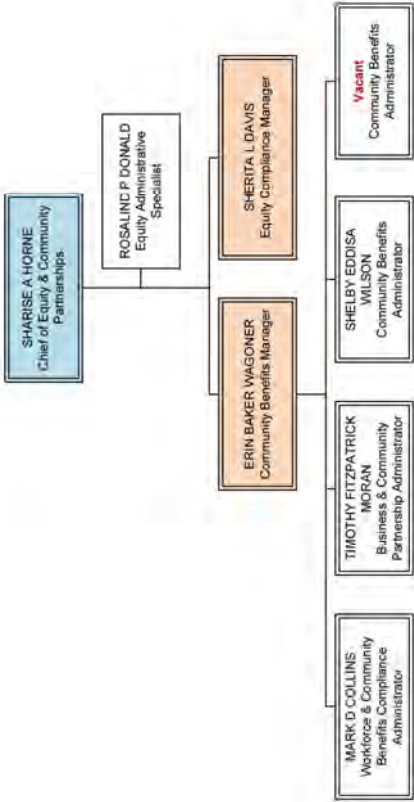 SHARISE A HORNE
Chief of Equity & Community
Partnerships
ROSALIND P DONALD
Equity Administrative
Specialist
ERIN BAKER WAGONER
Community Benefits Manager
SHERITA L DAVIS
Equity Compliance Manager
MARK D COLLINS
Workforce & Community
Benefits Compliance
Administrator
TIMOTHY FITZPATRICK
MORAN
Business & Community
Partnership Administrator
SHELBY EDDISA
WILSON
Community Benefits
Administrator
Vacant
Community Benefits
Administrator